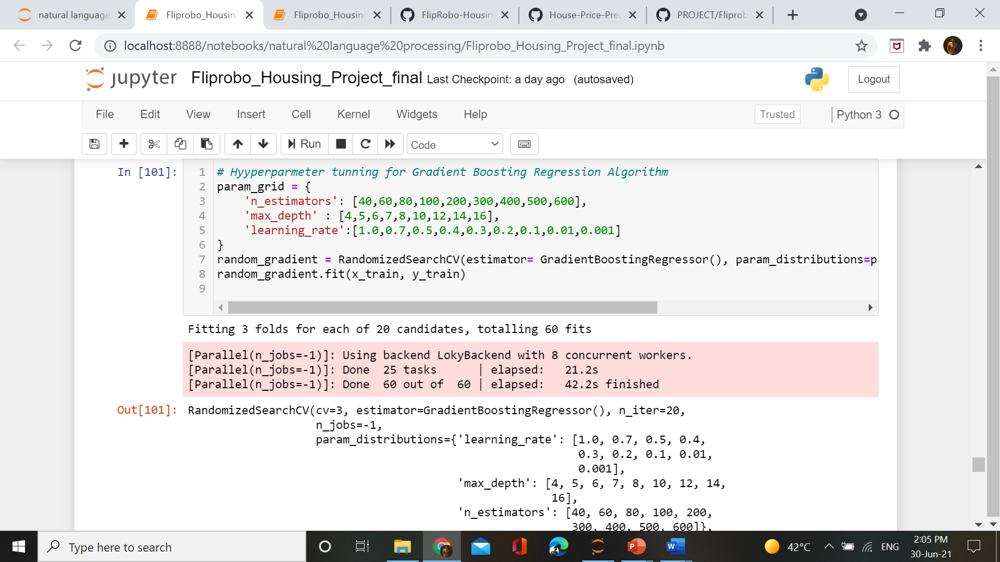 natural language
Fliprobo_Housing
Fliprobo_Housing
FlipRobo-Housin
House-Price-Pred
PROJECT/Fliprob
localhost:8888/notebooks/natural%20language%20processing/Fliprobo_Housing_Project_final.ipynb
jupyter Fliprobo_Housing_Project_final Last Checkpoint: a day ago (autosaved)
Logout
File Edit View Insert Cell Kernel Widgets Help Trusted Python 3
Run Code
In [101]:
1 # Hyyperparmeter tunning for Gradient Boosting Regression Algorithm
2 param_grid = {
3 'n_estimators': [40,60,80,100,200,300,400,500,600],
4 'max_depth' : [4,5,6,7,8,10,12,14,16],
5 'learning_rate':[1.0,0.7,0.5,0.4,0.3,0.2,0.1,0.01,0.001]
6 }
7 random_gradient = RandomizedSearchCV(estimator= GradientBoostingRegressor(), param_distributions=p
8 random_gradient.fit(x_train, y_train)
9
Fitting 3 folds for each of 20 candidates, totalling 60 fits
[Parallel(n_jobs=-1)]: Using backend LokyBackend with 8 concurrent workers.
[Parallel(n_jobs=-1)]: Done 25 tasks | elapsed: 21.2s
[Parallel(n_jobs=-1)]: Done 60 out of 60 | elapsed: 42.2s finished
Out[101]: RandomizedSearchCV(cv=3, estimator=GradientBoostingRegressor(), n_iter=20,
n_jobs=-1,
param_distributions={'learning_rate': [1.0, 0.7, 0.5, 0.4,
0.3, 0.2, 0.1, 0.01,
0.001],
'max_depth': [4, 5, 6, 7, 8, 10, 12, 14,
16],
'n_estimators': [40, 60, 80, 100, 200,
300, 400, 500, 600]},
Type here to search
42°C
ENG
2:05 PM
30-Jun-21